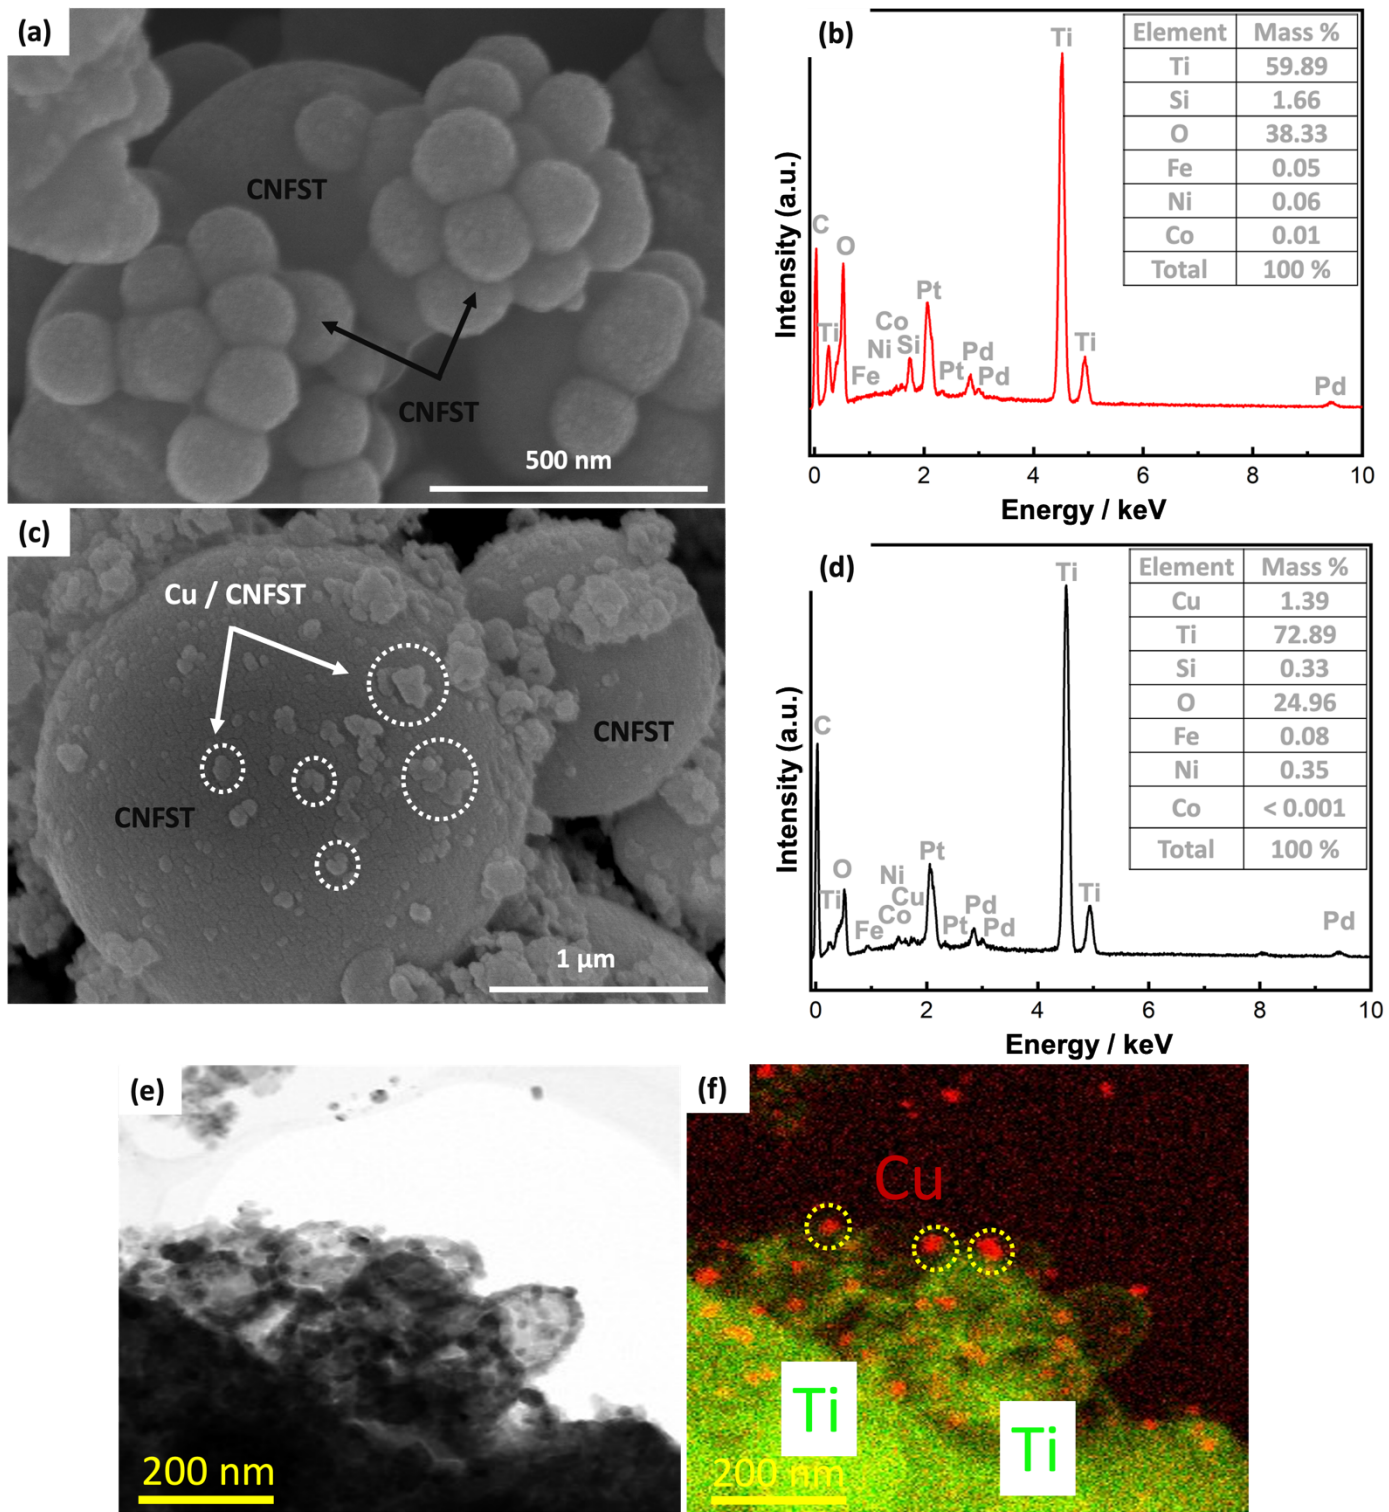 (a)
CNFST
CNFST
500 nm
(b)
Ti
C
O
Ti
Fe
Ni
Co
Si
Pt
Pt
Pd
Pd
Ti
Pd
Element Mass %
Ti 59.89
Si 1.66
O 38.33
Fe 0.05
Ni 0.06
Co 0.01
Total 100 %
Intensity (a.u.)
0 2 4 6 8 10
Energy / keV
(c)
Cu / CNFST
CNFST
CNFST
1 μm
(d)
Ti
C
O
Ti
Fe
Ni
Co
Cu
Pt
Pt
Pd
Pd
Ti
Pd
Element Mass %
Cu 1.39
Ti 72.89
Si 0.33
O 24.96
Fe 0.08
Ni 0.35
Co < 0.001
Total 100 %
Intensity (a.u.)
0 2 4 6 8 10
Energy / keV
(e)
200 nm
(f)
Cu
Ti
Ti
200 nm